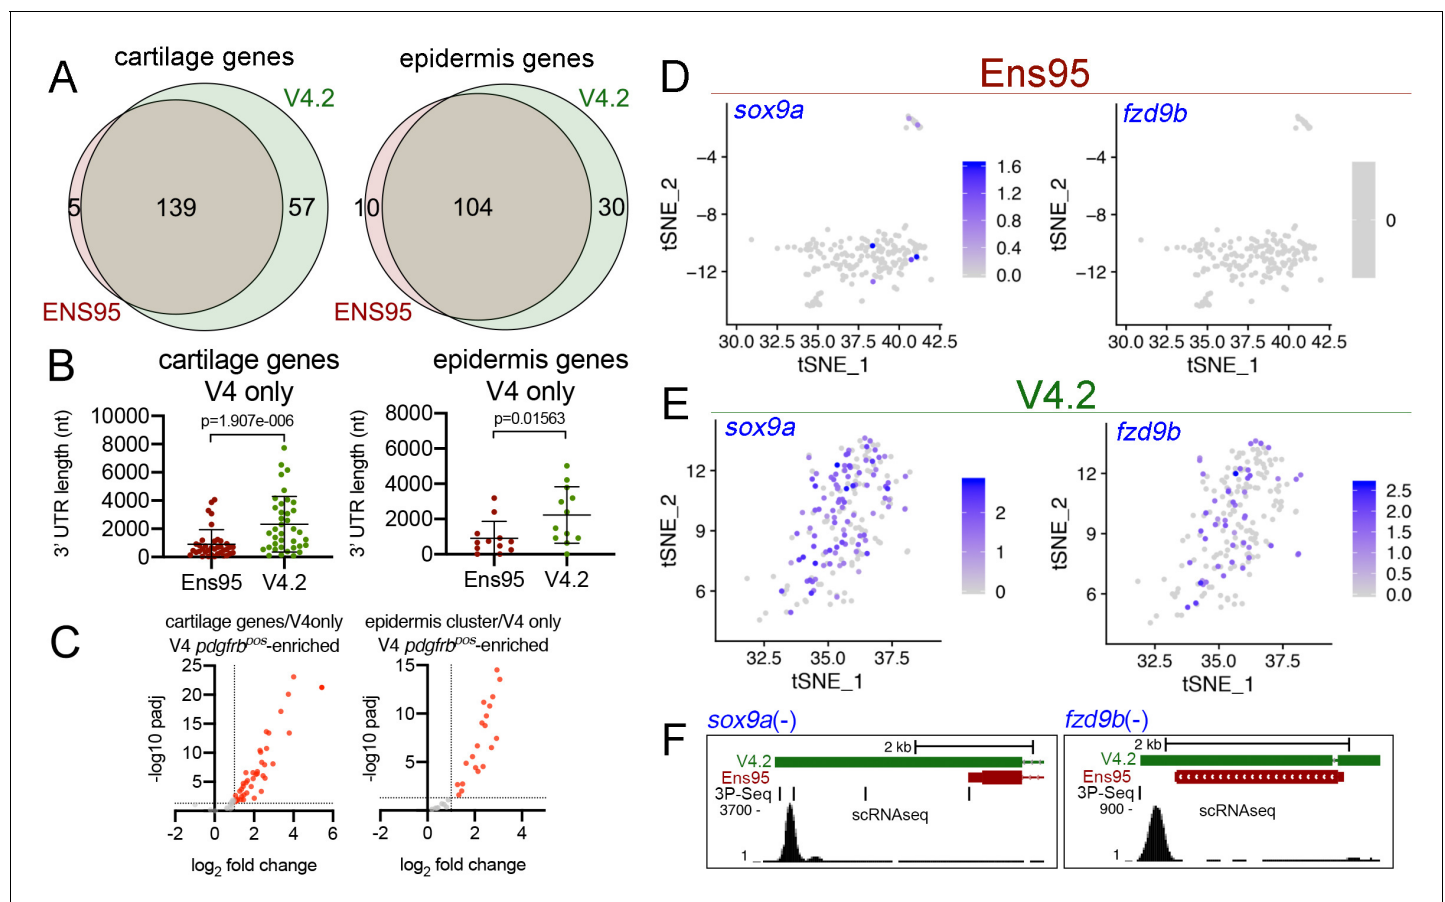 A
cartilage genes
V4.2
5
139
57
ENS95
epidermis genes
V4.2
10
104
30
ENS95
B
cartilage genes
V4 only
p=1.907e-006
3' UTR length (nt)
10000
8000
6000
4000
2000
0
Ens95
V4.2
epidermis genes
V4 only
p=0.01563
3' UTR length (nt)
8000
6000
4000
2000
0
Ens95
V4.2
C
cartilage genes/V4only
V4 pdgfrbpos-enriched
-log10 padj
25
20
15
10
5
-2 0 2 4 6
log2 fold change
epidermis cluster/V4 only
V4 pdgfrbpos-enriched
-log10 padj
15
10
5
-2 0 2 4
log2 fold change
D
Ens95
sox9a
tSNE_2
−4
−8
−12
30.0 32.5 35.0 37.5 40.0 42.5
tSNE_1
1.6
1.2
0.8
0.4
0.0
fzd9b
tSNE_2
−4
−8
−12
30.0 32.5 35.0 37.5 40.0 42.5
tSNE_1
0
E
V4.2
sox9a
tSNE_2
12
9
6
32.5 35.0 37.5
tSNE_1
2
1
0
fzd9b
tSNE_2
12
9
6
32.5 35.0 37.5
tSNE_1
2.5
2.0
1.5
1.0
0.5
0.0
F
sox9a(-)
2 kb
V4.2
Ens95
3P-Seq
3700 -
scRNAseq
1
fzd9b(-)
2 kb
V4.2
Ens95
3P-Seq
900 -
scRNAseq
1